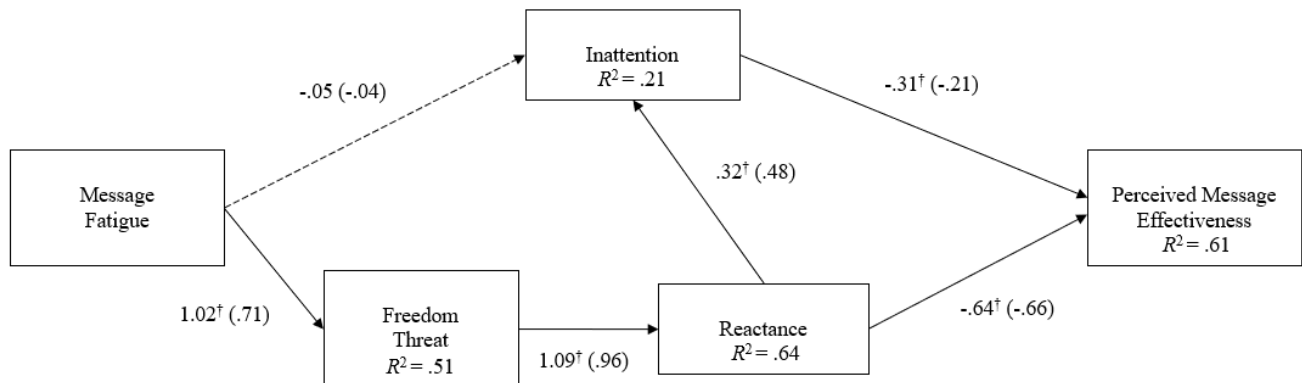 Inattention
R² = .21
-.05 (-.04)
-.31† (-.21)
Message
Fatigue
.32† (.48)
Perceived Message
Effectiveness
R² = .61
1.02† (.71)
Freedom
Threat
R² = .51
1.09† (.96)
Reactance
R² = .64
-.64† (-.66)